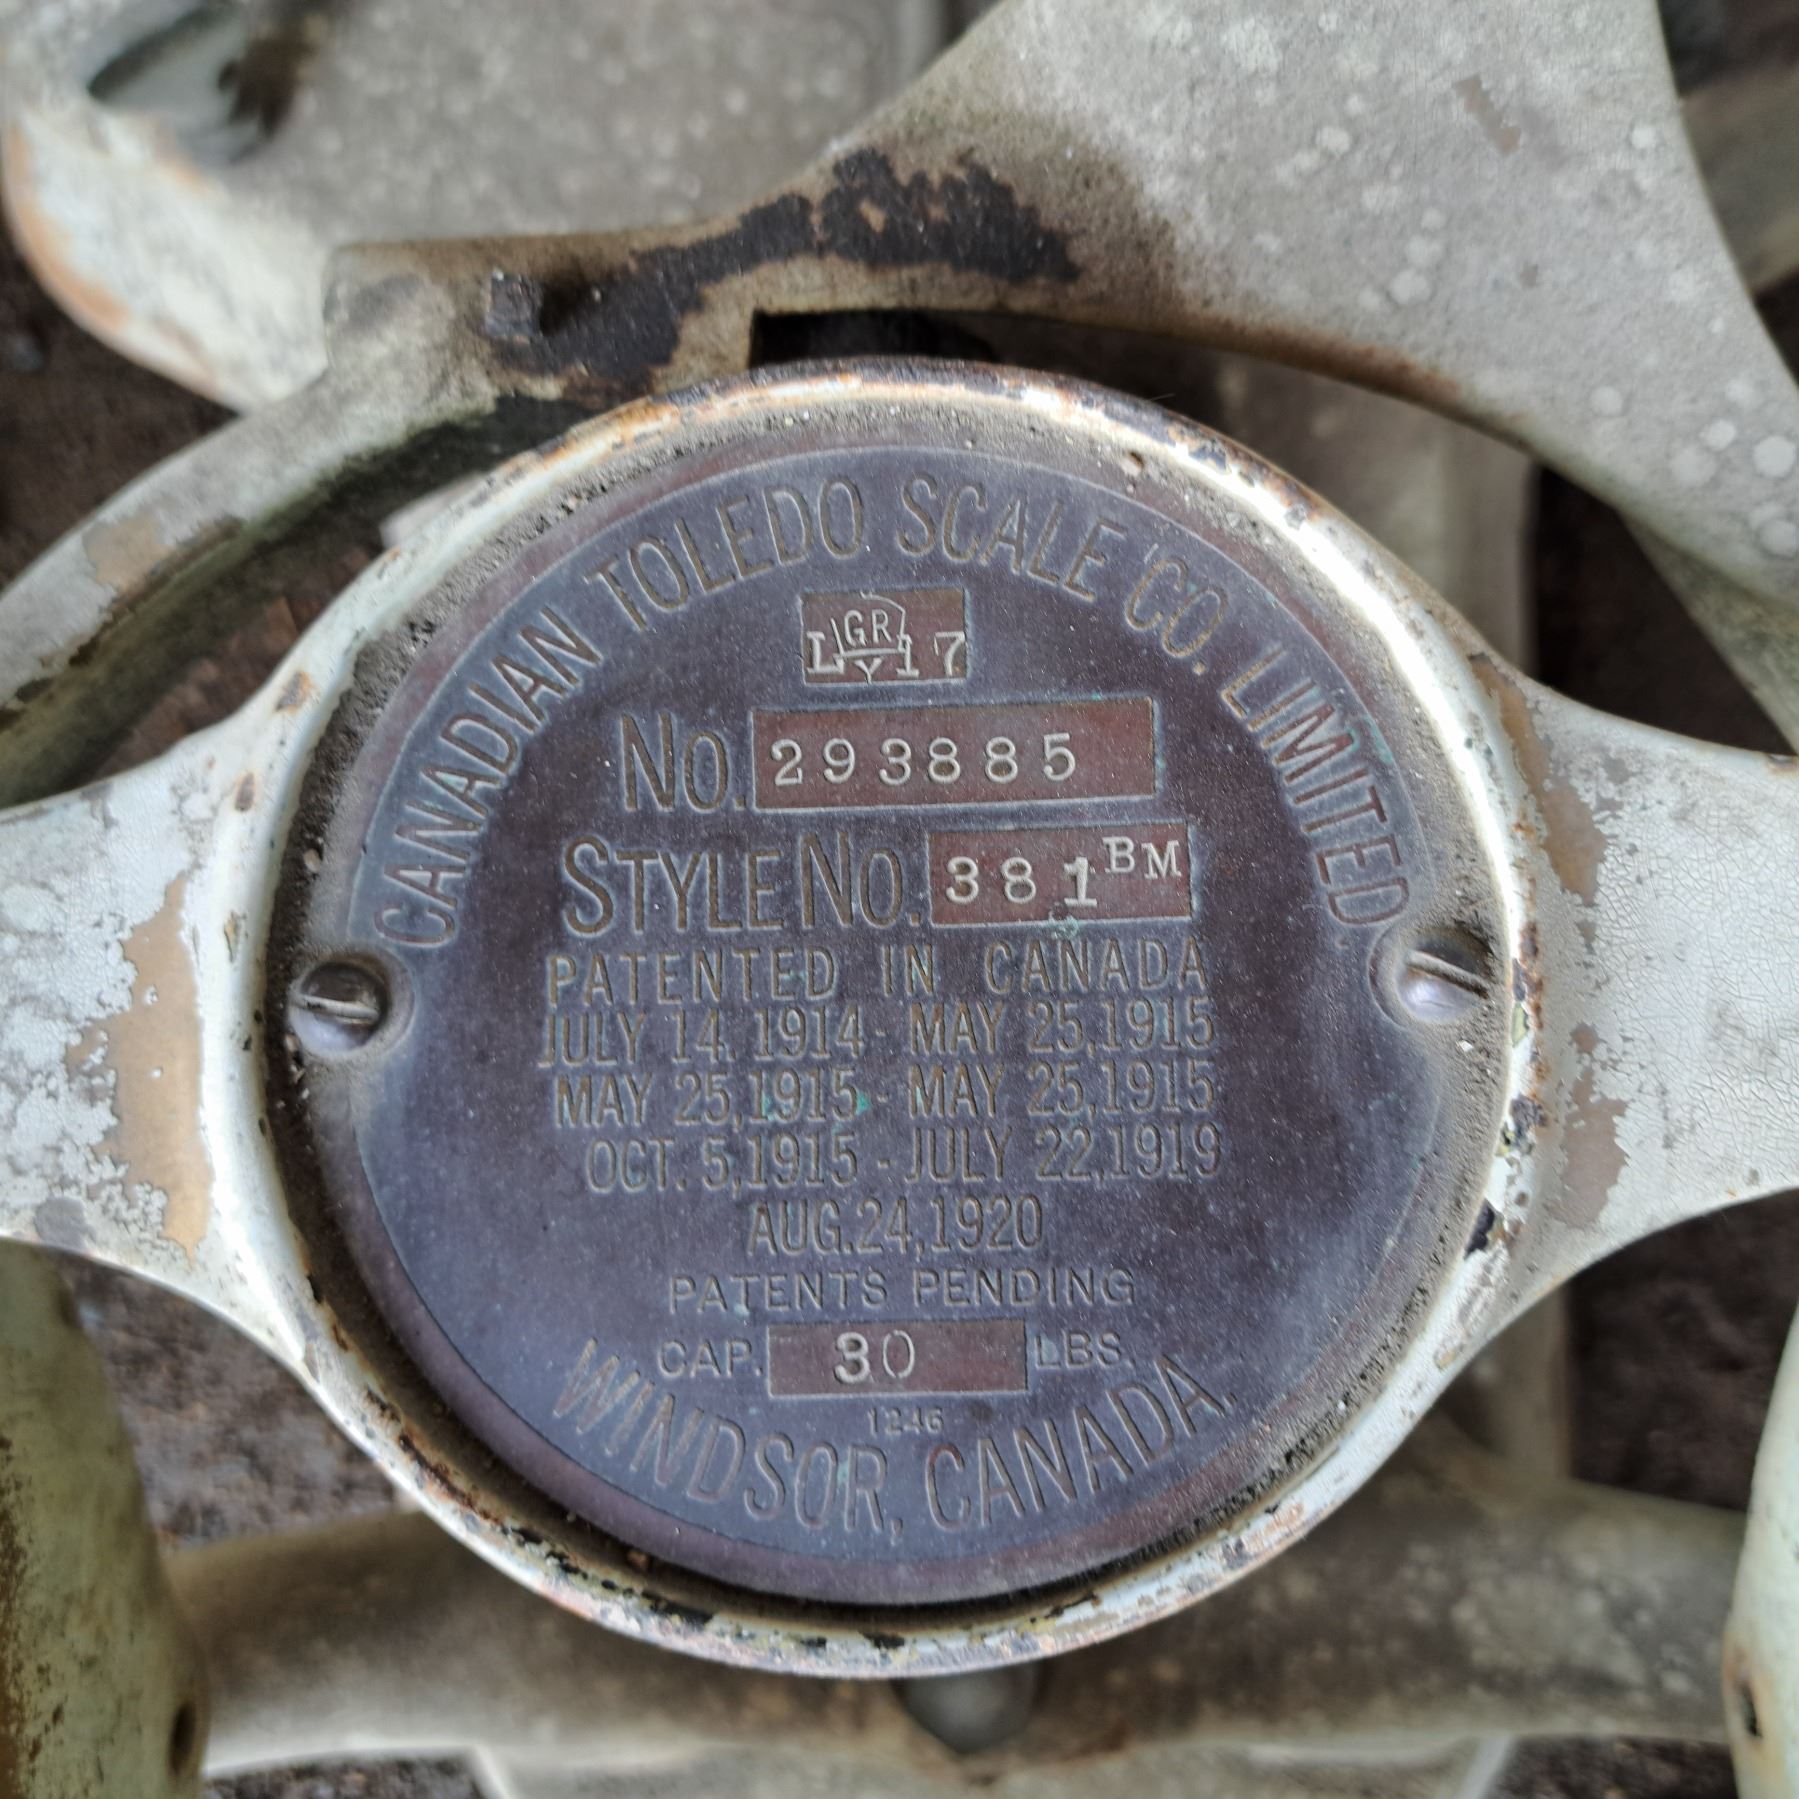 CANADIAN TOLEDO SCALE CO. LIMITED.
GR
L Y 17
No. 293885
STYLE No. 381 BM
PATENTED IN CANADA
JULY 14. 1914 - MAY 25, 1915
MAY 25, 1915 - MAY 25, 1915
OCT. 5, 1915 - JULY 22, 1919
AUG. 24, 1920
PATENTS PENDING
CAP. 30 LBS.
1246
WINDSOR, CANADA.